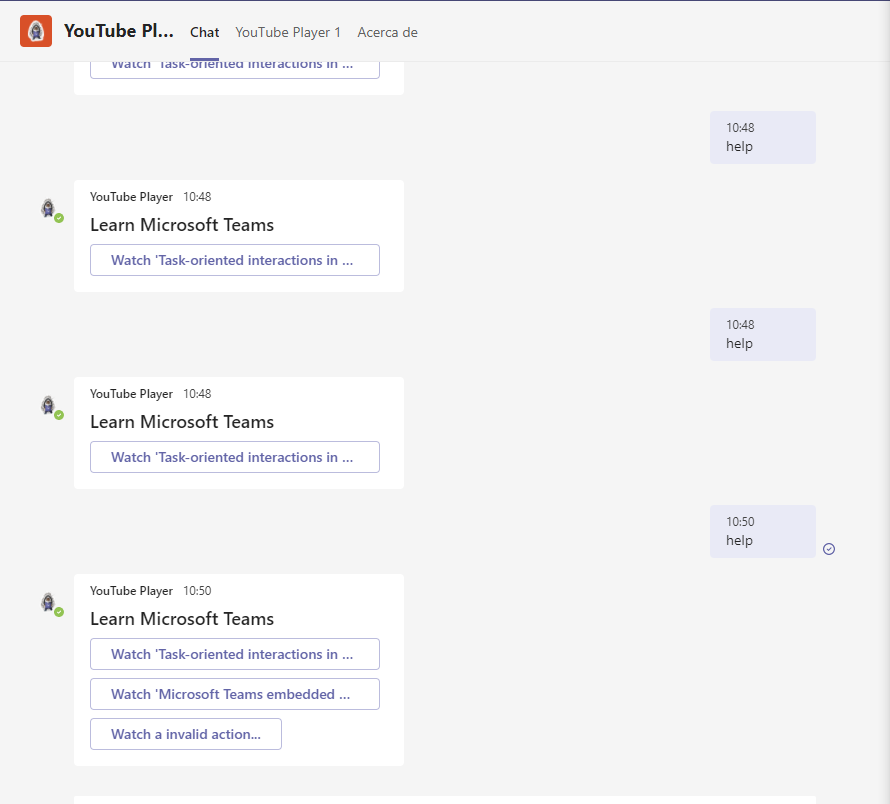 YouTube Pl...
Chat
YouTube Player 1
Acerca de
Watch 'Task-oriented interactions in ...
10:48
help
YouTube Player 10:48
Learn Microsoft Teams
Watch 'Task-oriented interactions in ...
10:48
help
YouTube Player 10:48
Learn Microsoft Teams
Watch 'Task-oriented interactions in ...
10:50
help
YouTube Player 10:50
Learn Microsoft Teams
Watch 'Task-oriented interactions in ...
Watch 'Microsoft Teams embedded ...
Watch a invalid action...